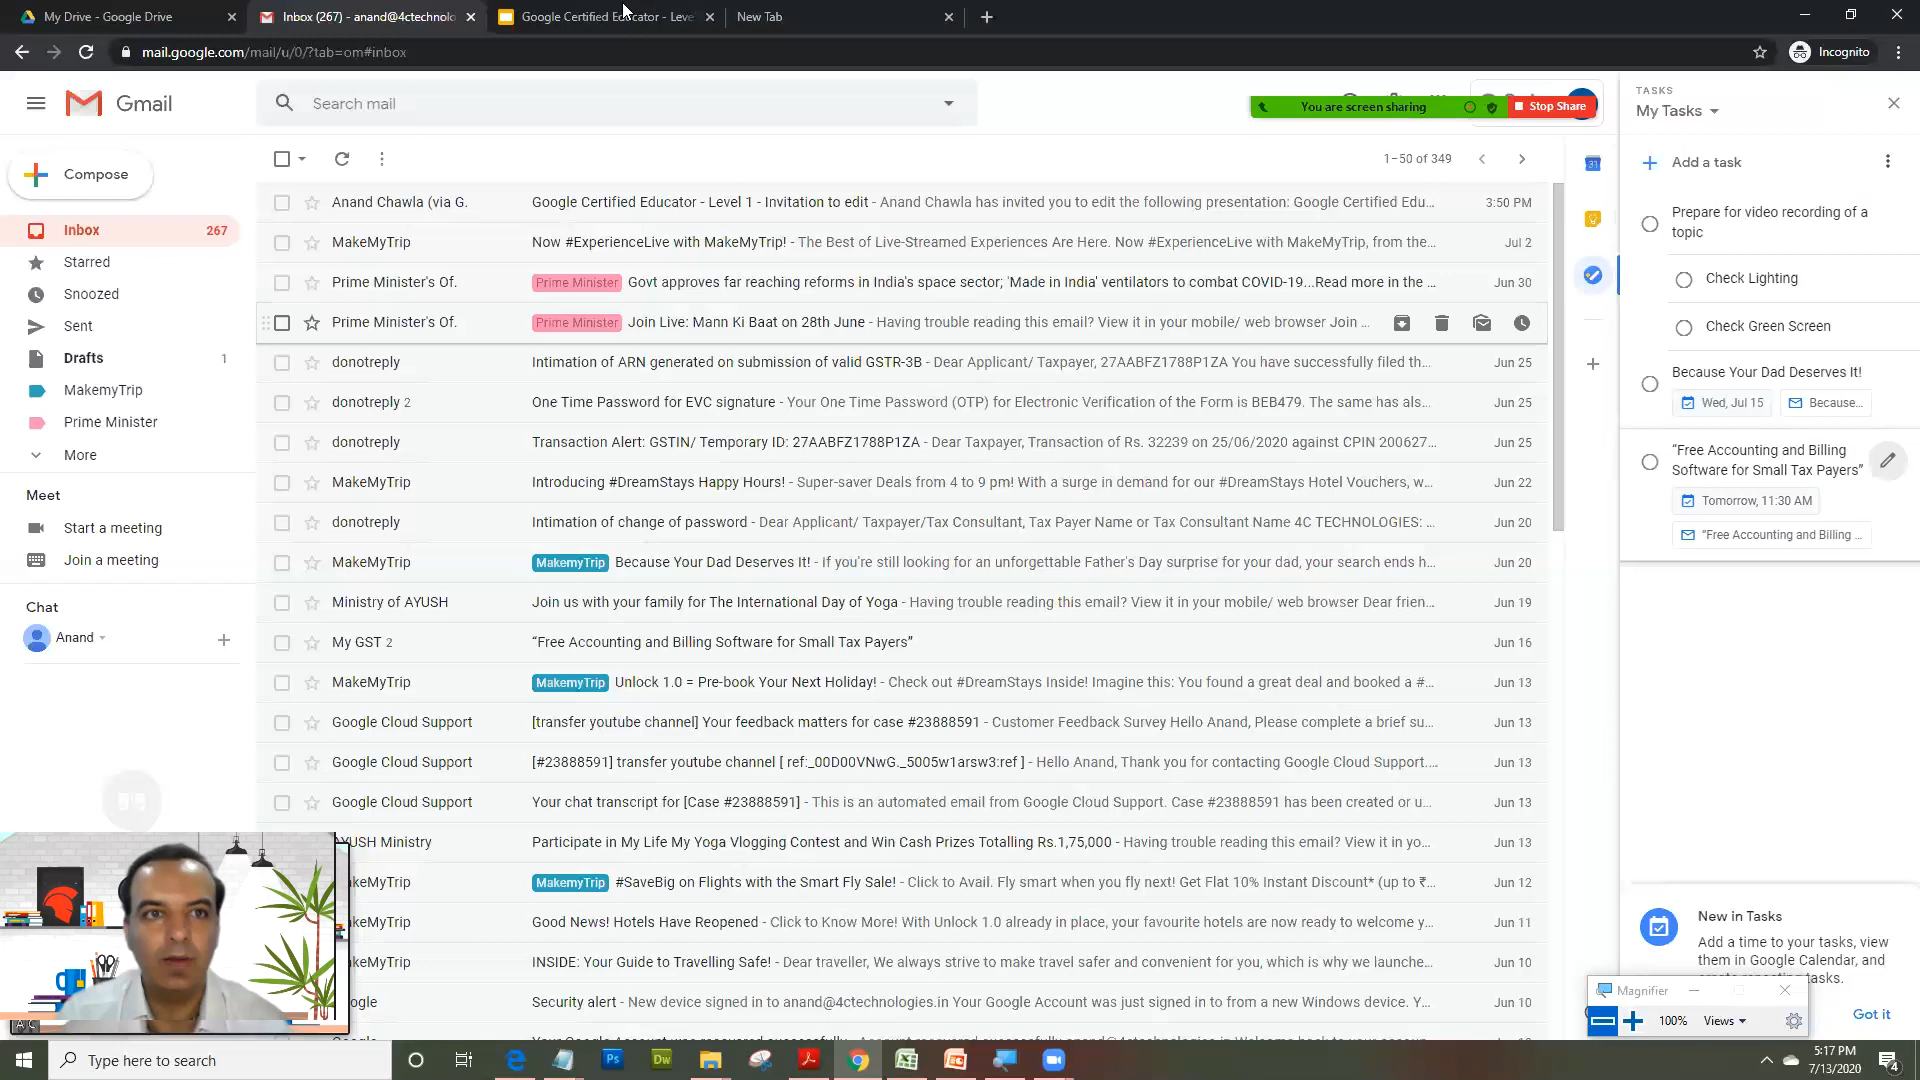 My Drive - Google Drive
Inbox (267) - anand@4ctechnolo
Google Certified Educator - Leve
New Tab
mail.google.com/mail/u/0/?tab=om#inbox
Incognito
Gmail
Search mail
You are screen sharing
Stop Share
TASKS
My Tasks
Compose
1–50 of 349
Add a task
Inbox 267
Starred
Snoozed
Sent
Drafts 1
MakemyTrip
Prime Minister
More
Meet
Start a meeting
Join a meeting
Chat
Anand
Anand Chawla (via G. Google Certified Educator - Level 1 - Invitation to edit - Anand Chawla has invited you to edit the following presentation: Google Certified Edu... 3:50 PM
MakeMyTrip Now #ExperienceLive with MakeMyTrip! - The Best of Live-Streamed Experiences Are Here. Now #ExperienceLive with MakeMyTrip, from the... Jul 2
Prime Minister's Of. Prime Minister Govt approves far reaching reforms in India's space sector; 'Made in India' ventilators to combat COVID-19...Read more in the ... Jun 30
Prime Minister's Of. Prime Minister Join Live: Mann Ki Baat on 28th June - Having trouble reading this email? View it in your mobile/ web browser Join ...
donotreply Intimation of ARN generated on submission of valid GSTR-3B - Dear Applicant/ Taxpayer, 27AABFZ1788P1ZA You have successfully filed th... Jun 25
donotreply 2 One Time Password for EVC signature - Your One Time Password (OTP) for Electronic Verification of the Form is BEB479. The same has als... Jun 25
donotreply Transaction Alert: GSTIN/ Temporary ID: 27AABFZ1788P1ZA - Dear Taxpayer, Transaction of Rs. 32239 on 25/06/2020 against CPIN 200627... Jun 25
MakeMyTrip Introducing #DreamStays Happy Hours! - Super-saver Deals from 4 to 9 pm! With a surge in demand for our #DreamStays Hotel Vouchers, w... Jun 22
donotreply Intimation of change of password - Dear Applicant/ Taxpayer/Tax Consultant, Tax Payer Name or Tax Consultant Name 4C TECHNOLOGIES: ... Jun 20
MakeMyTrip MakemyTrip Because Your Dad Deserves It! - If you're still looking for an unforgettable Father's Day surprise for your dad, your search ends h... Jun 20
Ministry of AYUSH Join us with your family for The International Day of Yoga - Having trouble reading this email? View it in your mobile/ web browser Dear frien... Jun 19
My GST 2 “Free Accounting and Billing Software for Small Tax Payers” Jun 16
MakeMyTrip MakemyTrip Unlock 1.0 = Pre-book Your Next Holiday! - Check out #DreamStays Inside! Imagine this: You found a great deal and booked a #... Jun 13
Google Cloud Support [transfer youtube channel] Your feedback matters for case #23888591 - Customer Feedback Survey Hello Anand, Please complete a brief su... Jun 13
Google Cloud Support [#23888591] transfer youtube channel [ ref:_00D00VNwG._5005w1arsw3:ref ] - Hello Anand, Thank you for contacting Google Cloud Support.... Jun 13
Google Cloud Support Your chat transcript for [Case #23888591] - This is an automated email from Google Cloud Support. Case #23888591 has been created or u... Jun 13
YUSH Ministry Participate in My Life My Yoga Vlogging Contest and Win Cash Prizes Totalling Rs.1,75,000 - Having trouble reading this email? View it in yo... Jun 13
akeMyTrip MakemyTrip #SaveBig on Flights with the Smart Fly Sale! - Click to Avail. Fly smart when you fly next! Get Flat 10% Instant Discount* (up to ₹... Jun 12
akeMyTrip Good News! Hotels Have Reopened - Click to Know More! With Unlock 1.0 already in place, your favourite hotels are now ready to welcome y... Jun 11
akeMyTrip INSIDE: Your Guide to Travelling Safe! - Dear traveller, We always strive to make travel safer and convenient for you, which is why we launche... Jun 10
ogle Security alert - New device signed in to anand@4ctechnologies.in Your Google Account was just signed in to from a new Windows device. Y... Jun 10
Prepare for video recording of a
topic
Check Lighting
Check Green Screen
Because Your Dad Deserves It!
Wed, Jul 15 Because...
“Free Accounting and Billing
Software for Small Tax Payers”
Tomorrow, 11:30 AM
“Free Accounting and Billing ...
New in Tasks
Add a time to your tasks, view
them in Google Calendar, and
tasks.
Got it
Magnifier
100% Views
A C
Type here to search
Ps
Dw
5:17 PM
7/13/2020
4